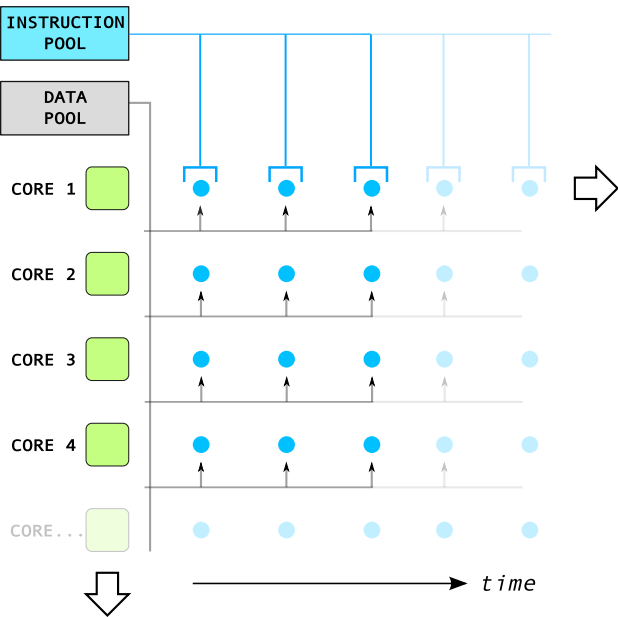 INSTRUCTION
POOL
DATA
POOL
CORE 1
CORE 2
CORE 3
CORE 4
CORE...
time